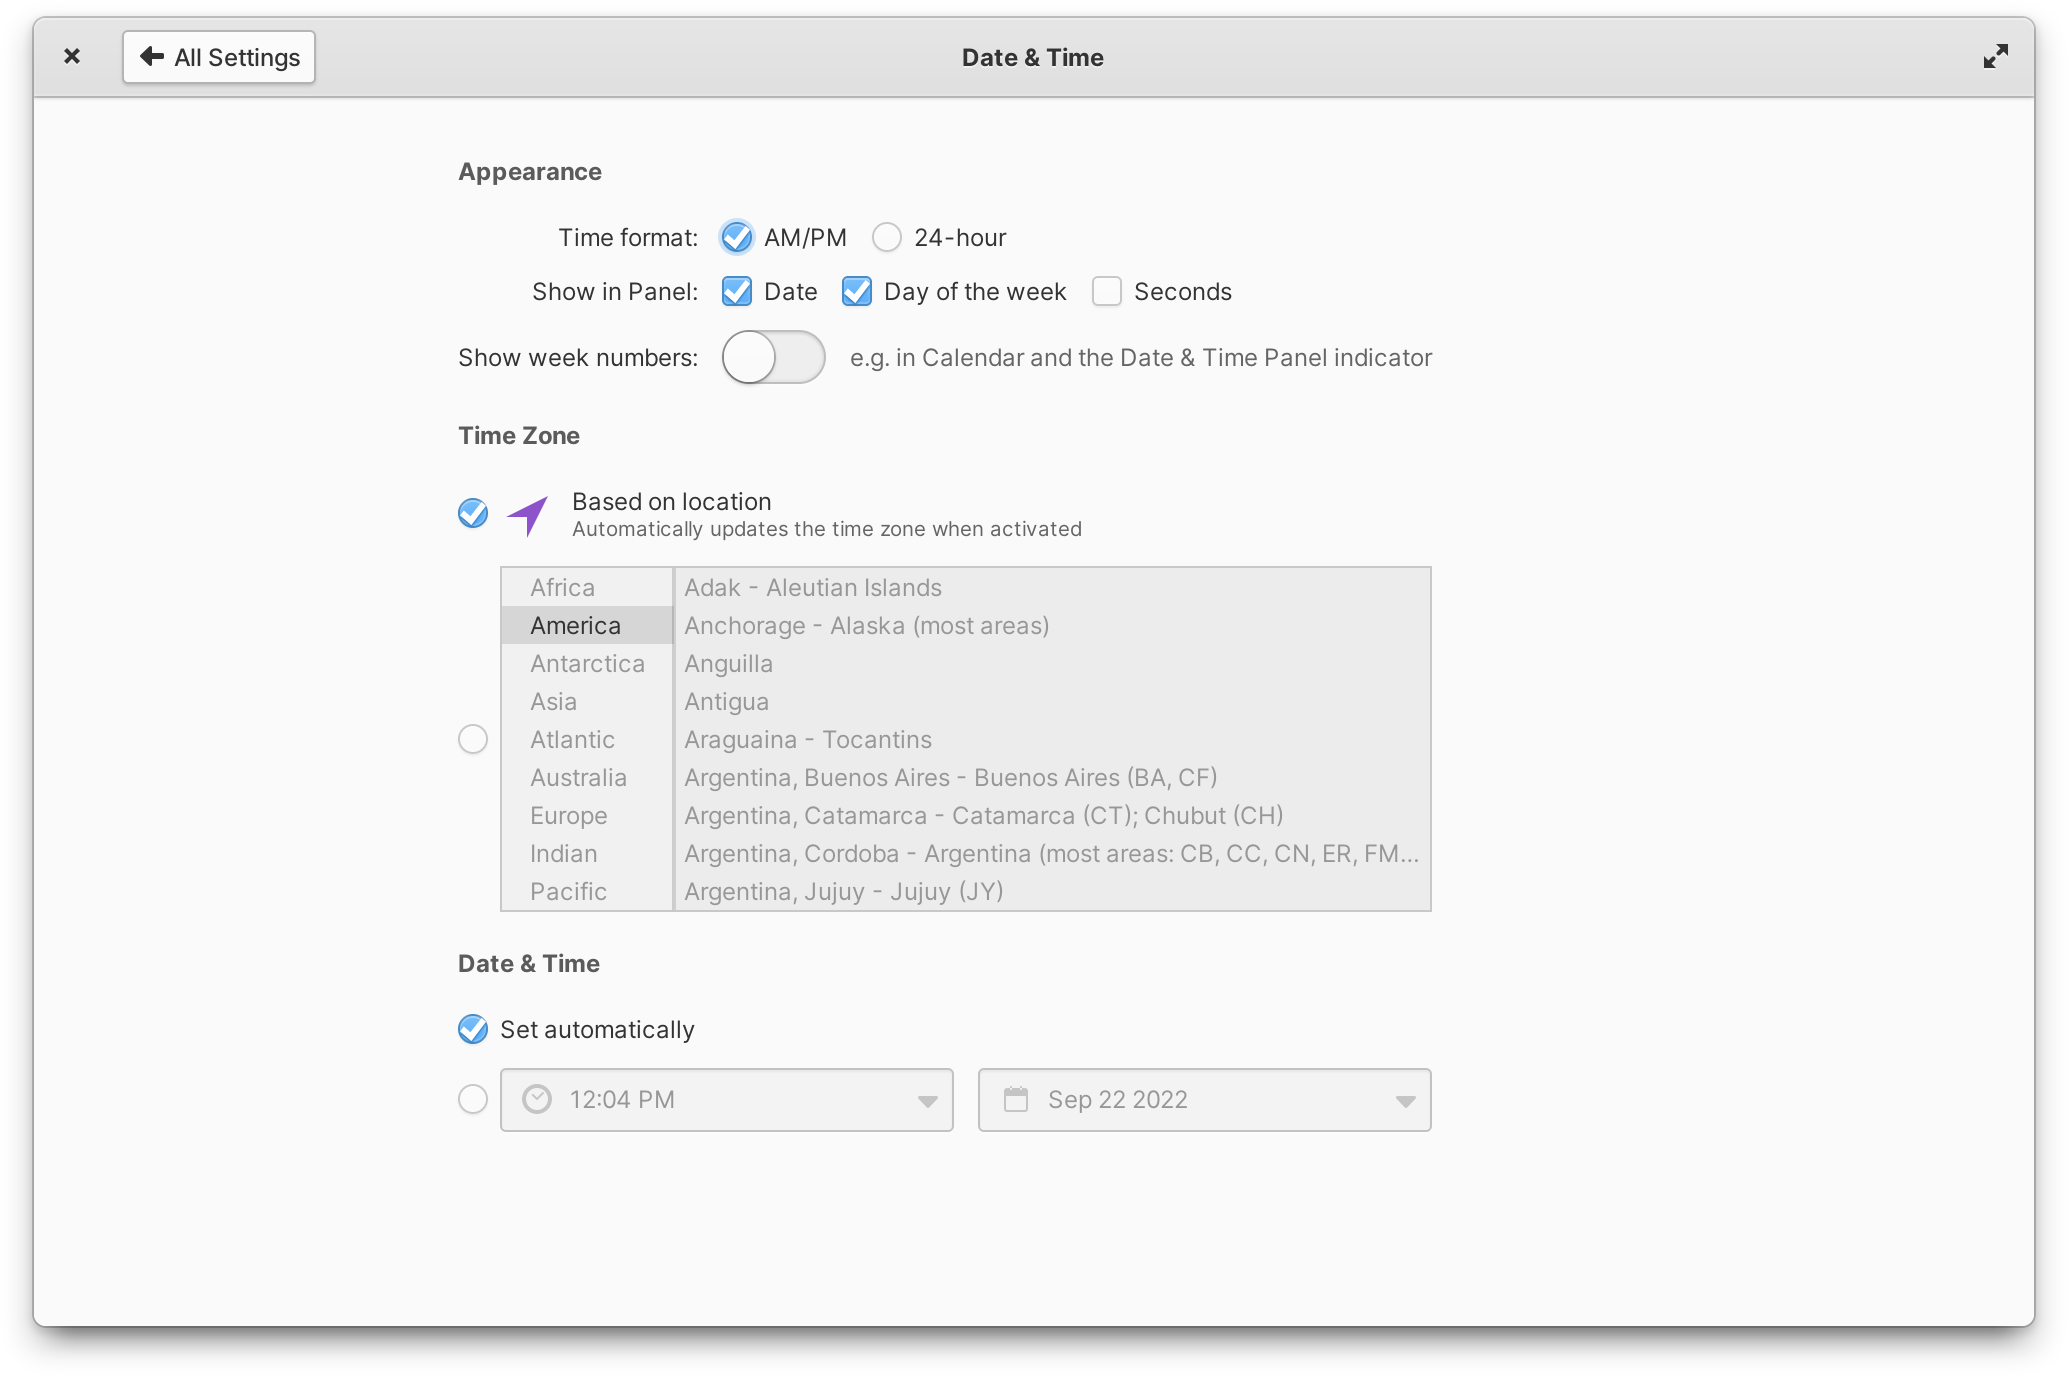 All Settings
Date & Time
Appearance
Time format: AM/PM 24-hour
Show in Panel: Date Day of the week Seconds
Show week numbers: e.g. in Calendar and the Date & Time Panel indicator
Time Zone
Based on location
Automatically updates the time zone when activated
Africa
America
Antarctica
Asia
Atlantic
Australia
Europe
Indian
Pacific
Adak - Aleutian Islands
Anchorage - Alaska (most areas)
Anguilla
Antigua
Araguaina - Tocantins
Argentina, Buenos Aires - Buenos Aires (BA, CF)
Argentina, Catamarca - Catamarca (CT); Chubut (CH)
Argentina, Cordoba - Argentina (most areas: CB, CC, CN, ER, FM...
Argentina, Jujuy - Jujuy (JY)
Date & Time
Set automatically
12:04 PM
Sep 22 2022